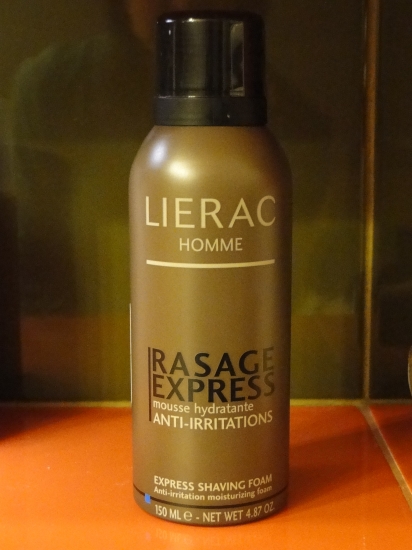 LIERAC
HOMME
RASAGE
EXPRESS
mousse hydratante
ANTI-IRRITATIONS
EXPRESS SHAVING FOAM
Anti-irritation moisturizing foam
150 ML ℮ - NET WET 4.87 OZ.